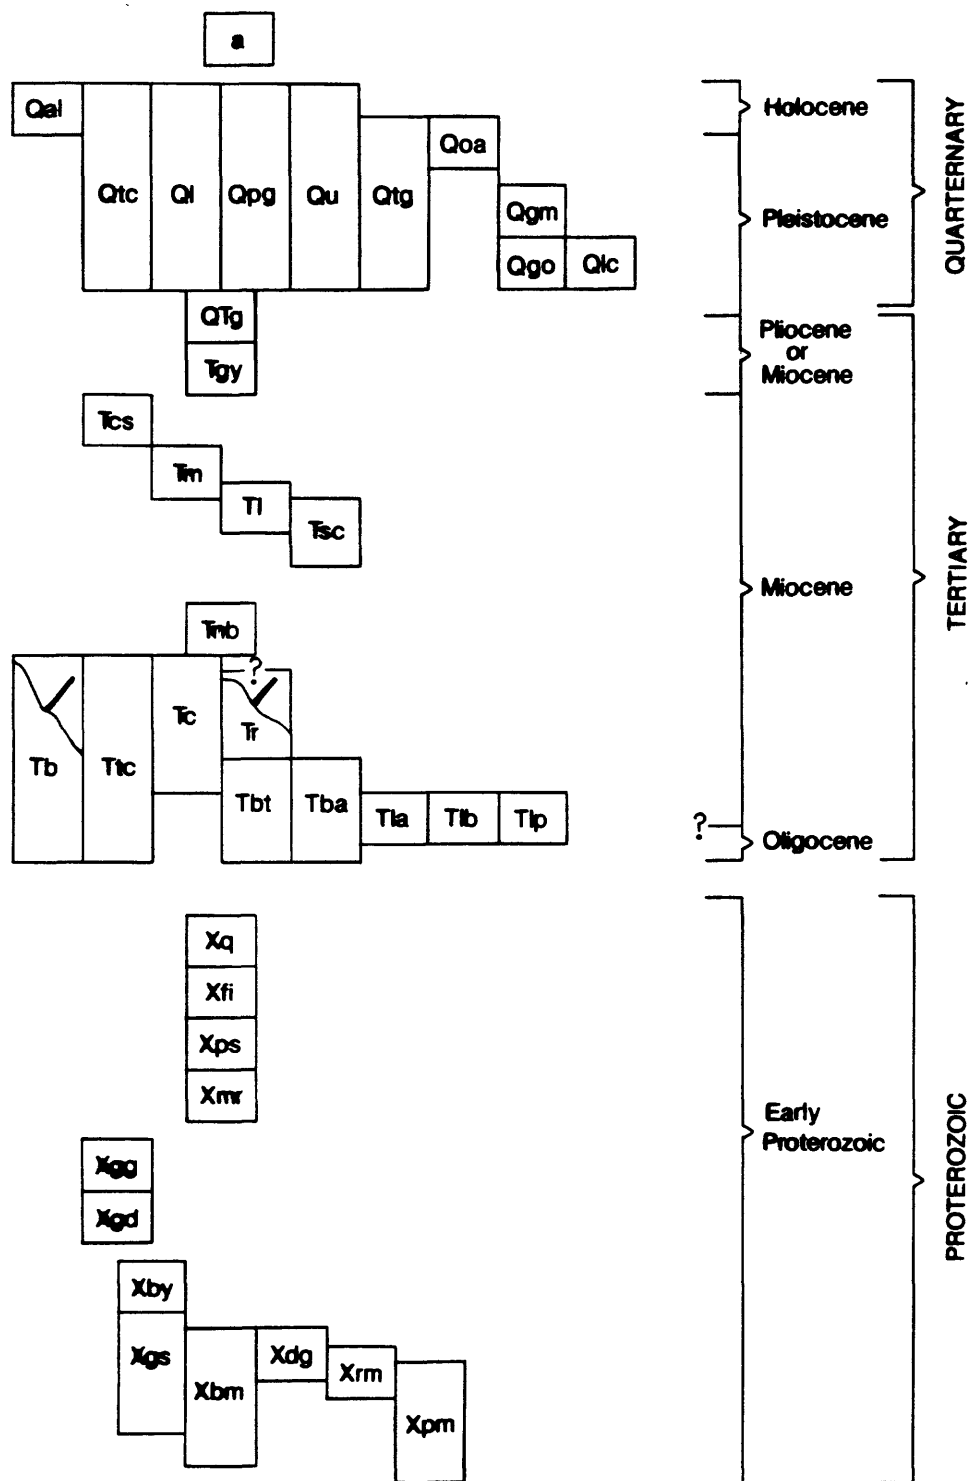 a
Qal
Qtc
Ql
Qpg
Qu
Qtg
Qoa
Qgm
Qgo
Qlc
QTg
Tgy
Tcs
Tm
Tl
Tsc
Tnb
?
Tb
Ttc
Tc
Tr
Tbt
Tba
Tla
Tlb
Tlp
Xq
Xfi
Xps
Xmr
Xgg
Xgd
Xby
Xgs
Xbm
Xdg
Xrm
Xpm
Holocene
Pleistocene
Pliocene
or
Miocene
Miocene
?
Oligocene
Early
Proterozoic
QUARTERNARY
TERTIARY
PROTEROZOIC